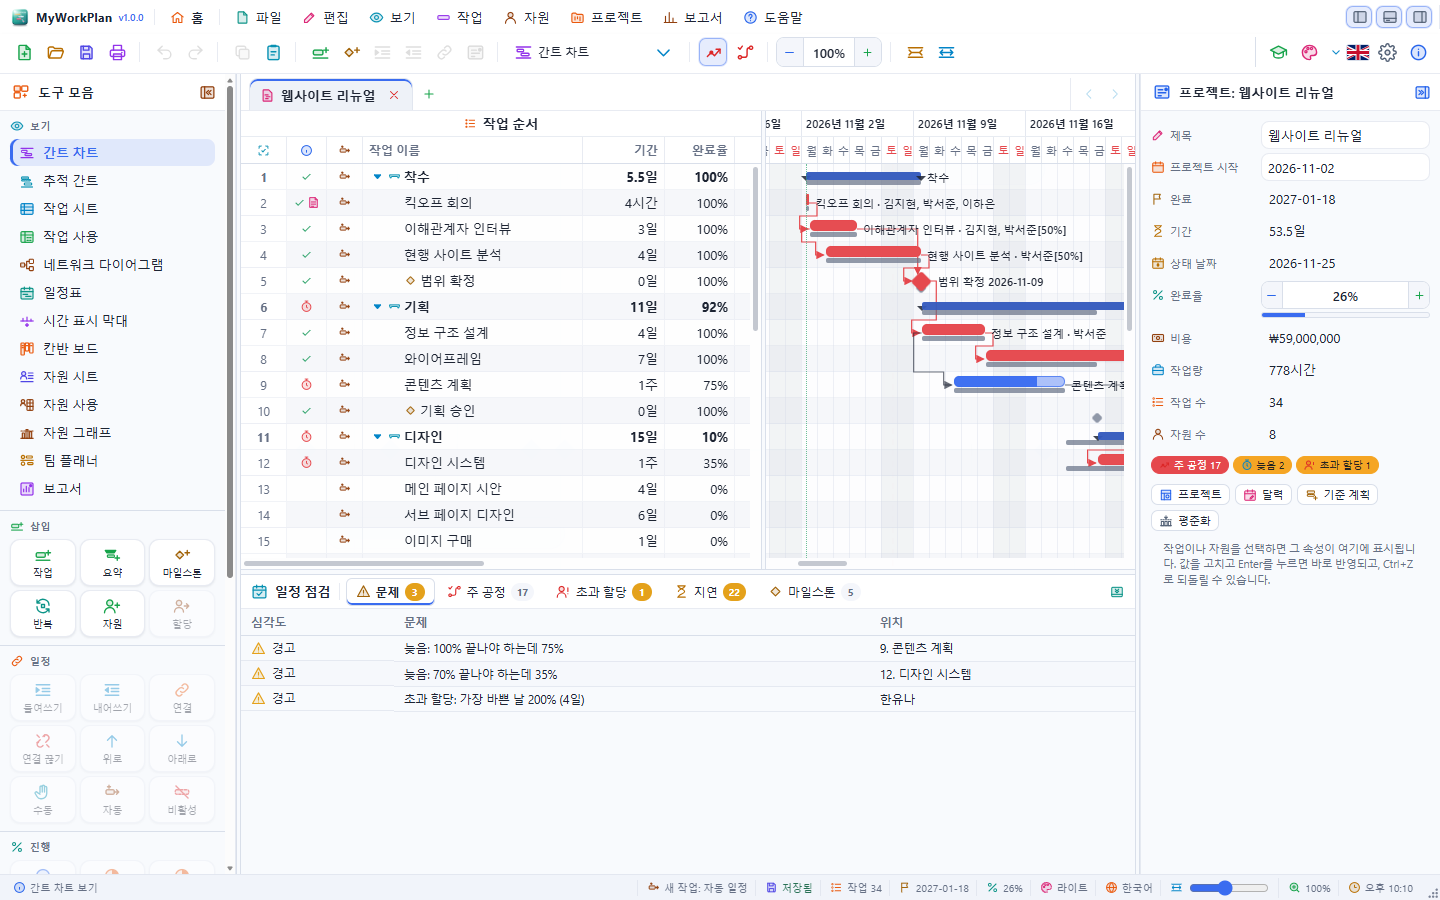 MyWorkPlan v1.0.0 홈 파일 편집 보기 작업 자원 프로젝트 보고서 도움말
간트 차트 100%
도구 모음
보기
간트 차트
추적 간트
작업 시트
작업 사용
네트워크 다이어그램
일정표
시간 표시 막대
칸반 보드
자원 시트
자원 사용
자원 그래프
팀 플래너
보고서
삽입
작업 요약 마일스톤
반복 자원 할당
일정
들여쓰기 내어쓰기 연결
연결 끊기 위로 아래로
수동 자동 비활성
진행
웹사이트 리뉴얼
작업 순서
작업 이름 기간 완료율
1 착수 5.5일 100%
2 킥오프 회의 4시간 100%
3 이해관계자 인터뷰 3일 100%
4 현행 사이트 분석 4일 100%
5 범위 확정 0일 100%
6 기획 11일 92%
7 정보 구조 설계 4일 100%
8 와이어프레임 7일 100%
9 콘텐츠 계획 1주 75%
10 기획 승인 0일 100%
11 디자인 15일 10%
12 디자인 시스템 1주 35%
13 메인 페이지 시안 4일 0%
14 서브 페이지 디자인 6일 0%
15 이미지 구매 1일 0%
6일 2026년 11월 2일 2026년 11월 9일 2026년 11월 16일
토 일 월 화 수 목 금 토 일 월 화 수 목 금 토 일 월 화 수 목 금 토 일
착수
킥오프 회의 · 김지현, 박서준, 이하은
이해관계자 인터뷰 · 김지현, 박서준[50%]
현행 사이트 분석 · 박서준[50%]
범위 확정 2026-11-09
정보 구조 설계 · 박서준
콘텐츠 계획
일정 점검 문제 3 주 공정 17 초과 할당 1 지연 22 마일스톤 5
심각도 문제 위치
경고 늦음: 100% 끝나야 하는데 75% 9. 콘텐츠 계획
경고 늦음: 70% 끝나야 하는데 35% 12. 디자인 시스템
경고 초과 할당: 가장 바쁜 날 200% (4일) 한유나
프로젝트: 웹사이트 리뉴얼
제목 웹사이트 리뉴얼
프로젝트 시작 2026-11-02
완료 2027-01-18
기간 53.5일
상태 날짜 2026-11-25
완료율 26%
비용 ₩59,000,000
작업량 778시간
작업 수 34
자원 수 8
주 공정 17 늦음 2 초과 할당 1
프로젝트 달력 기준 계획
평준화
작업이나 자원을 선택하면 그 속성이 여기에 표시됩니
다. 값을 고치고 Enter를 누르면 바로 반영되고, Ctrl+Z
로 되돌릴 수 있습니다.
간트 차트 보기 새 작업: 자동 일정 저장됨 작업 34 2027-01-18 26% 라이트 한국어 100% 오후 10:10